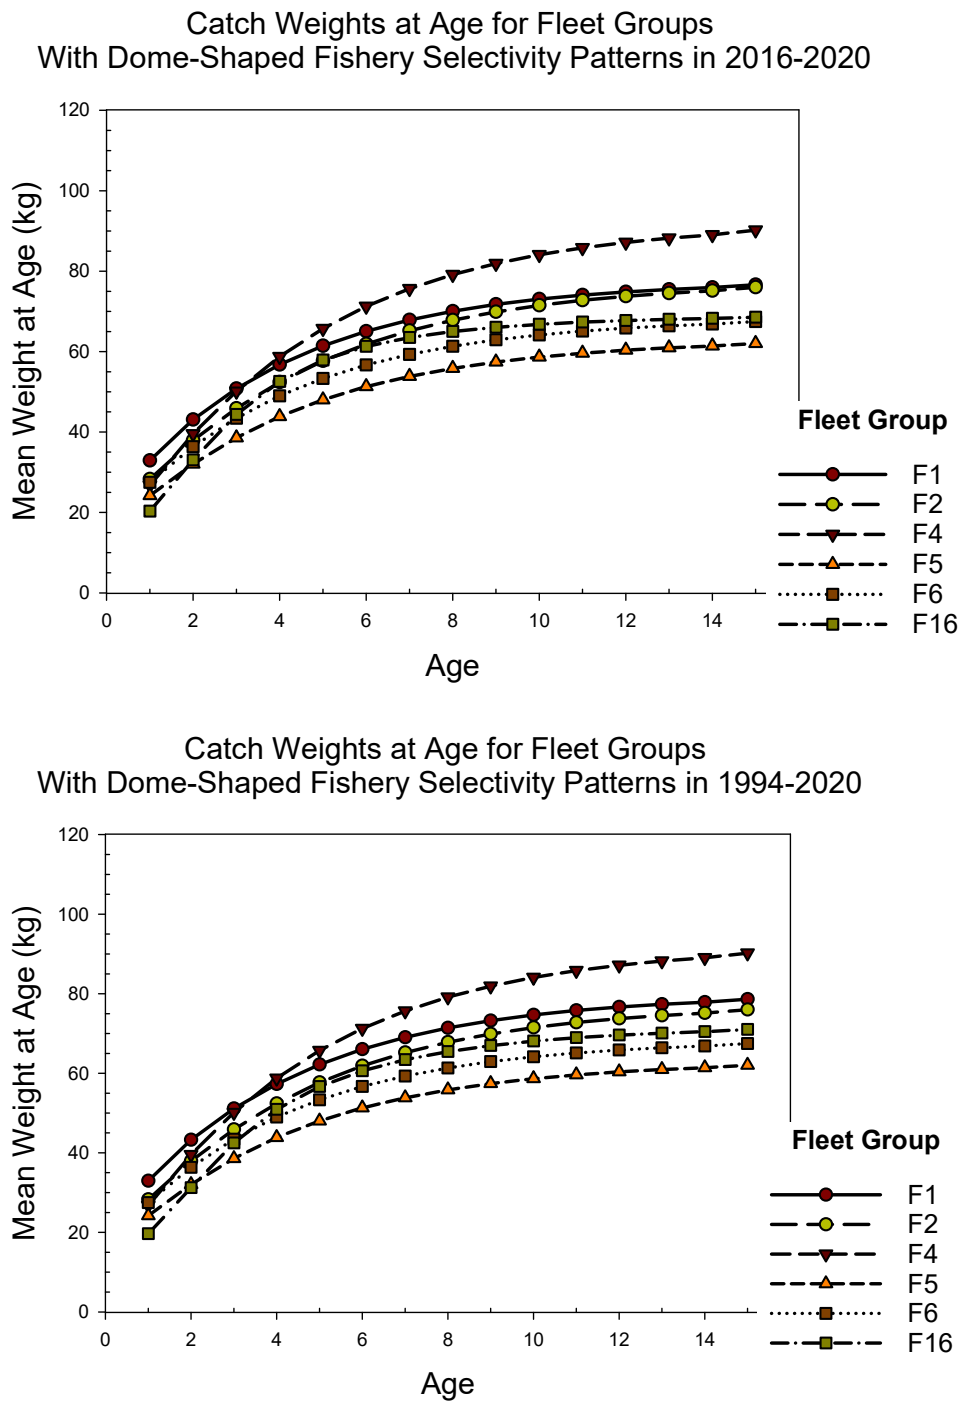 Catch Weights at Age for Fleet Groups
With Dome-Shaped Fishery Selectivity Patterns in 2016-2020
120
100
80
60
40
20
0
Mean Weight at Age (kg)
0 2 4 6 8 10 12 14
Age
Fleet Group
F1
F2
F4
F5
F6
F16
Catch Weights at Age for Fleet Groups
With Dome-Shaped Fishery Selectivity Patterns in 1994-2020
120
100
80
60
40
20
0
Mean Weight at Age (kg)
0 2 4 6 8 10 12 14
Age
Fleet Group
F1
F2
F4
F5
F6
F16